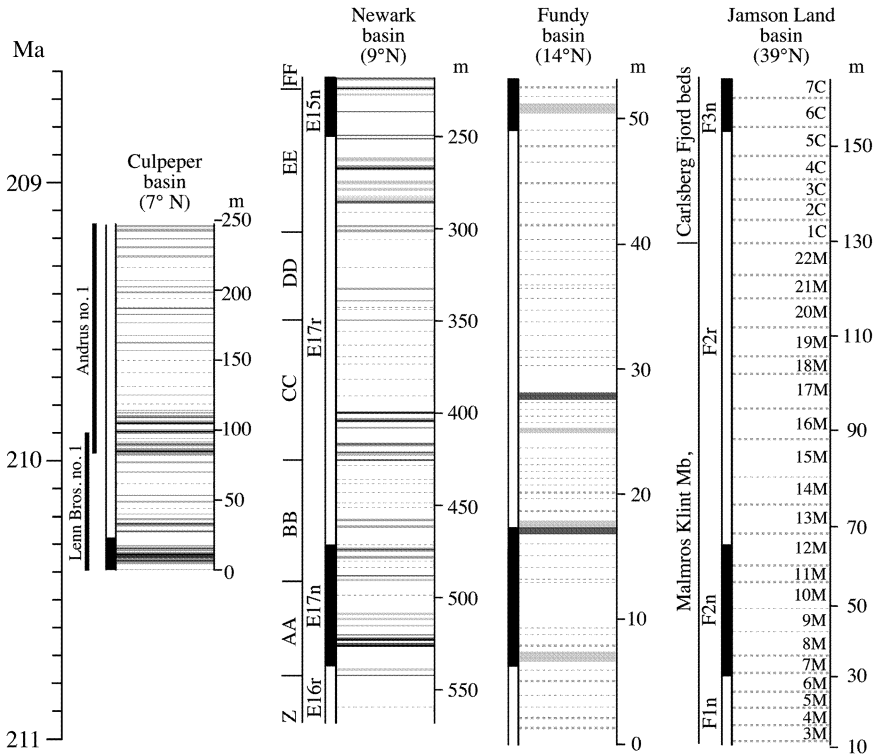 Ma
209
210
211
Culpeper
basin
(7° N)
m
250
200
150
100
50
0
Andrus no. 1
Lenn Bros. no. 1
Newark
basin
(9°N)
m
250
300
350
400
450
500
550
FF
EE
DD
CC
BB
AA
Z
E15n
E17r
E17n
E16r
Fundy
basin
(14°N)
m
50
40
30
20
10
0
Jamson Land
basin
(39°N)
m
150
130
110
90
70
50
30
10
Carlsberg Fjord beds
Malmros Klint Mb,
F3n
F2r
F2n
F1n
7C
6C
5C
4C
3C
2C
1C
22M
21M
20M
19M
18M
17M
16M
15M
14M
13M
12M
11M
10M
9M
8M
7M
6M
5M
4M
3M